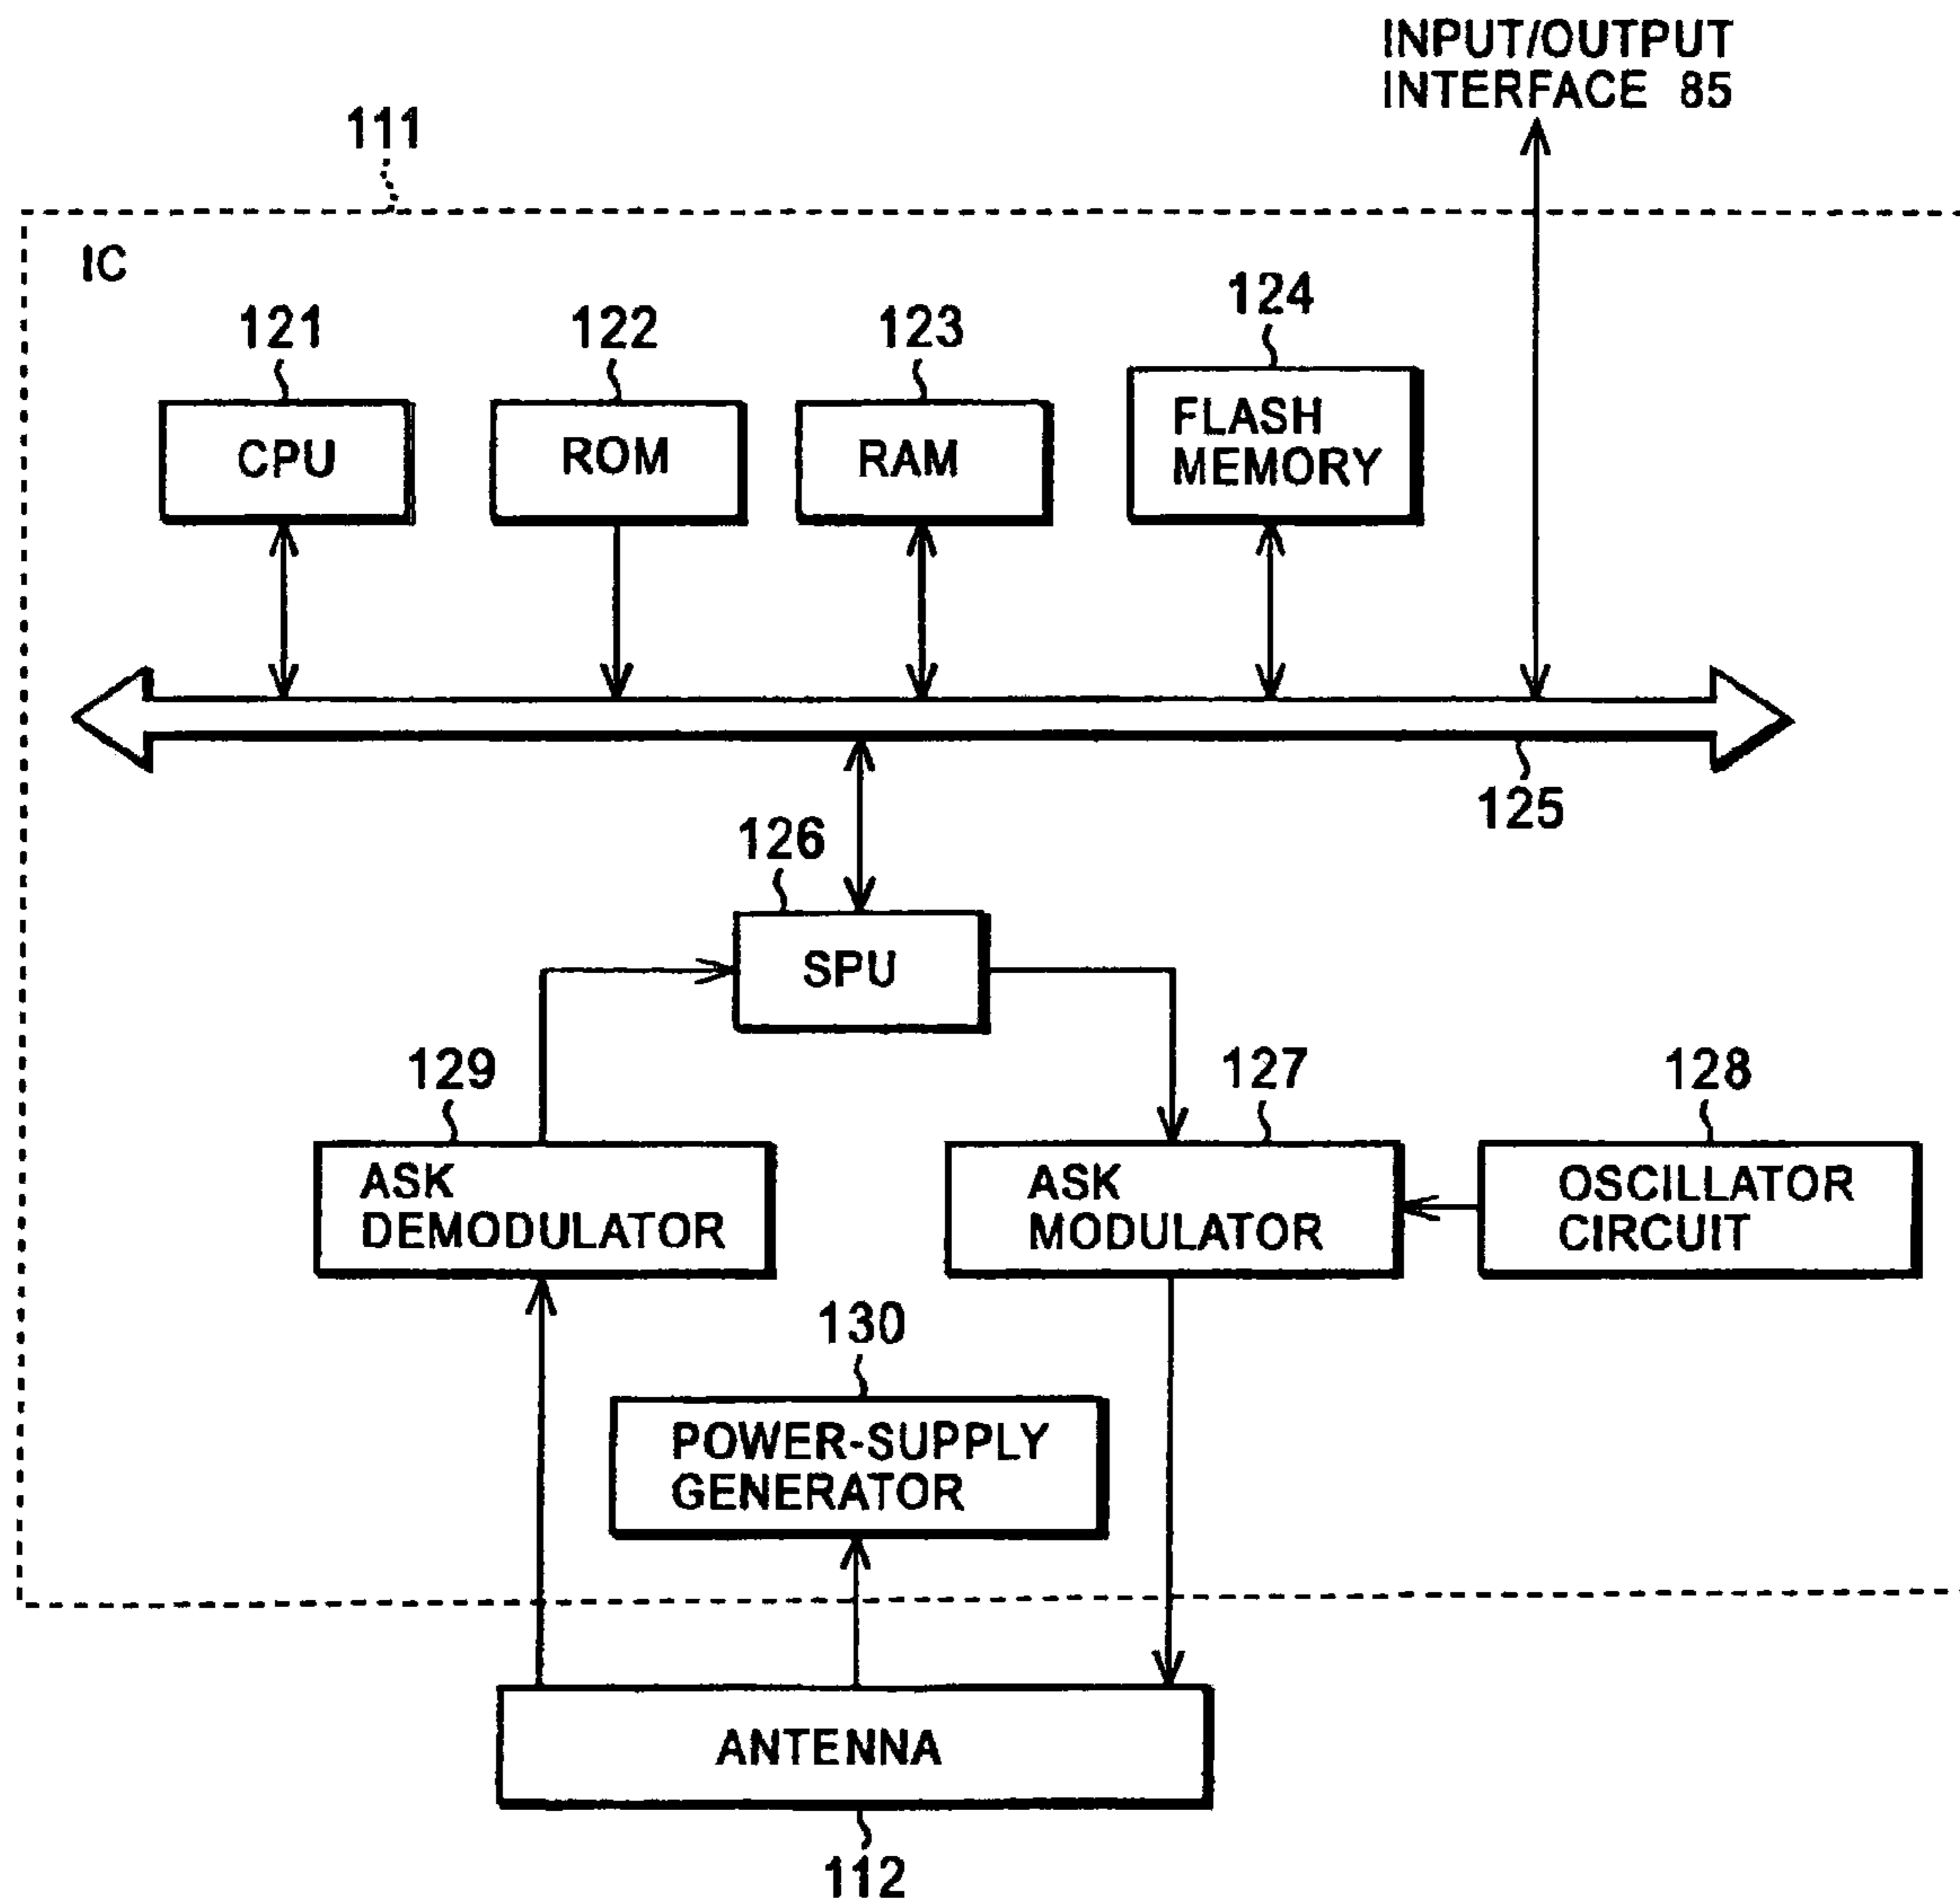 INPUT/OUTPUT
INTERFACE 85
111
IC
121
122
123
124
CPU
ROM
RAM
FLASH
MEMORY
125
126
SPU
129
127
128
ASK
DEMODULATOR
ASK
MODULATOR
OSCILLATOR
CIRCUIT
130
POWER-SUPPLY
GENERATOR
ANTENNA
112